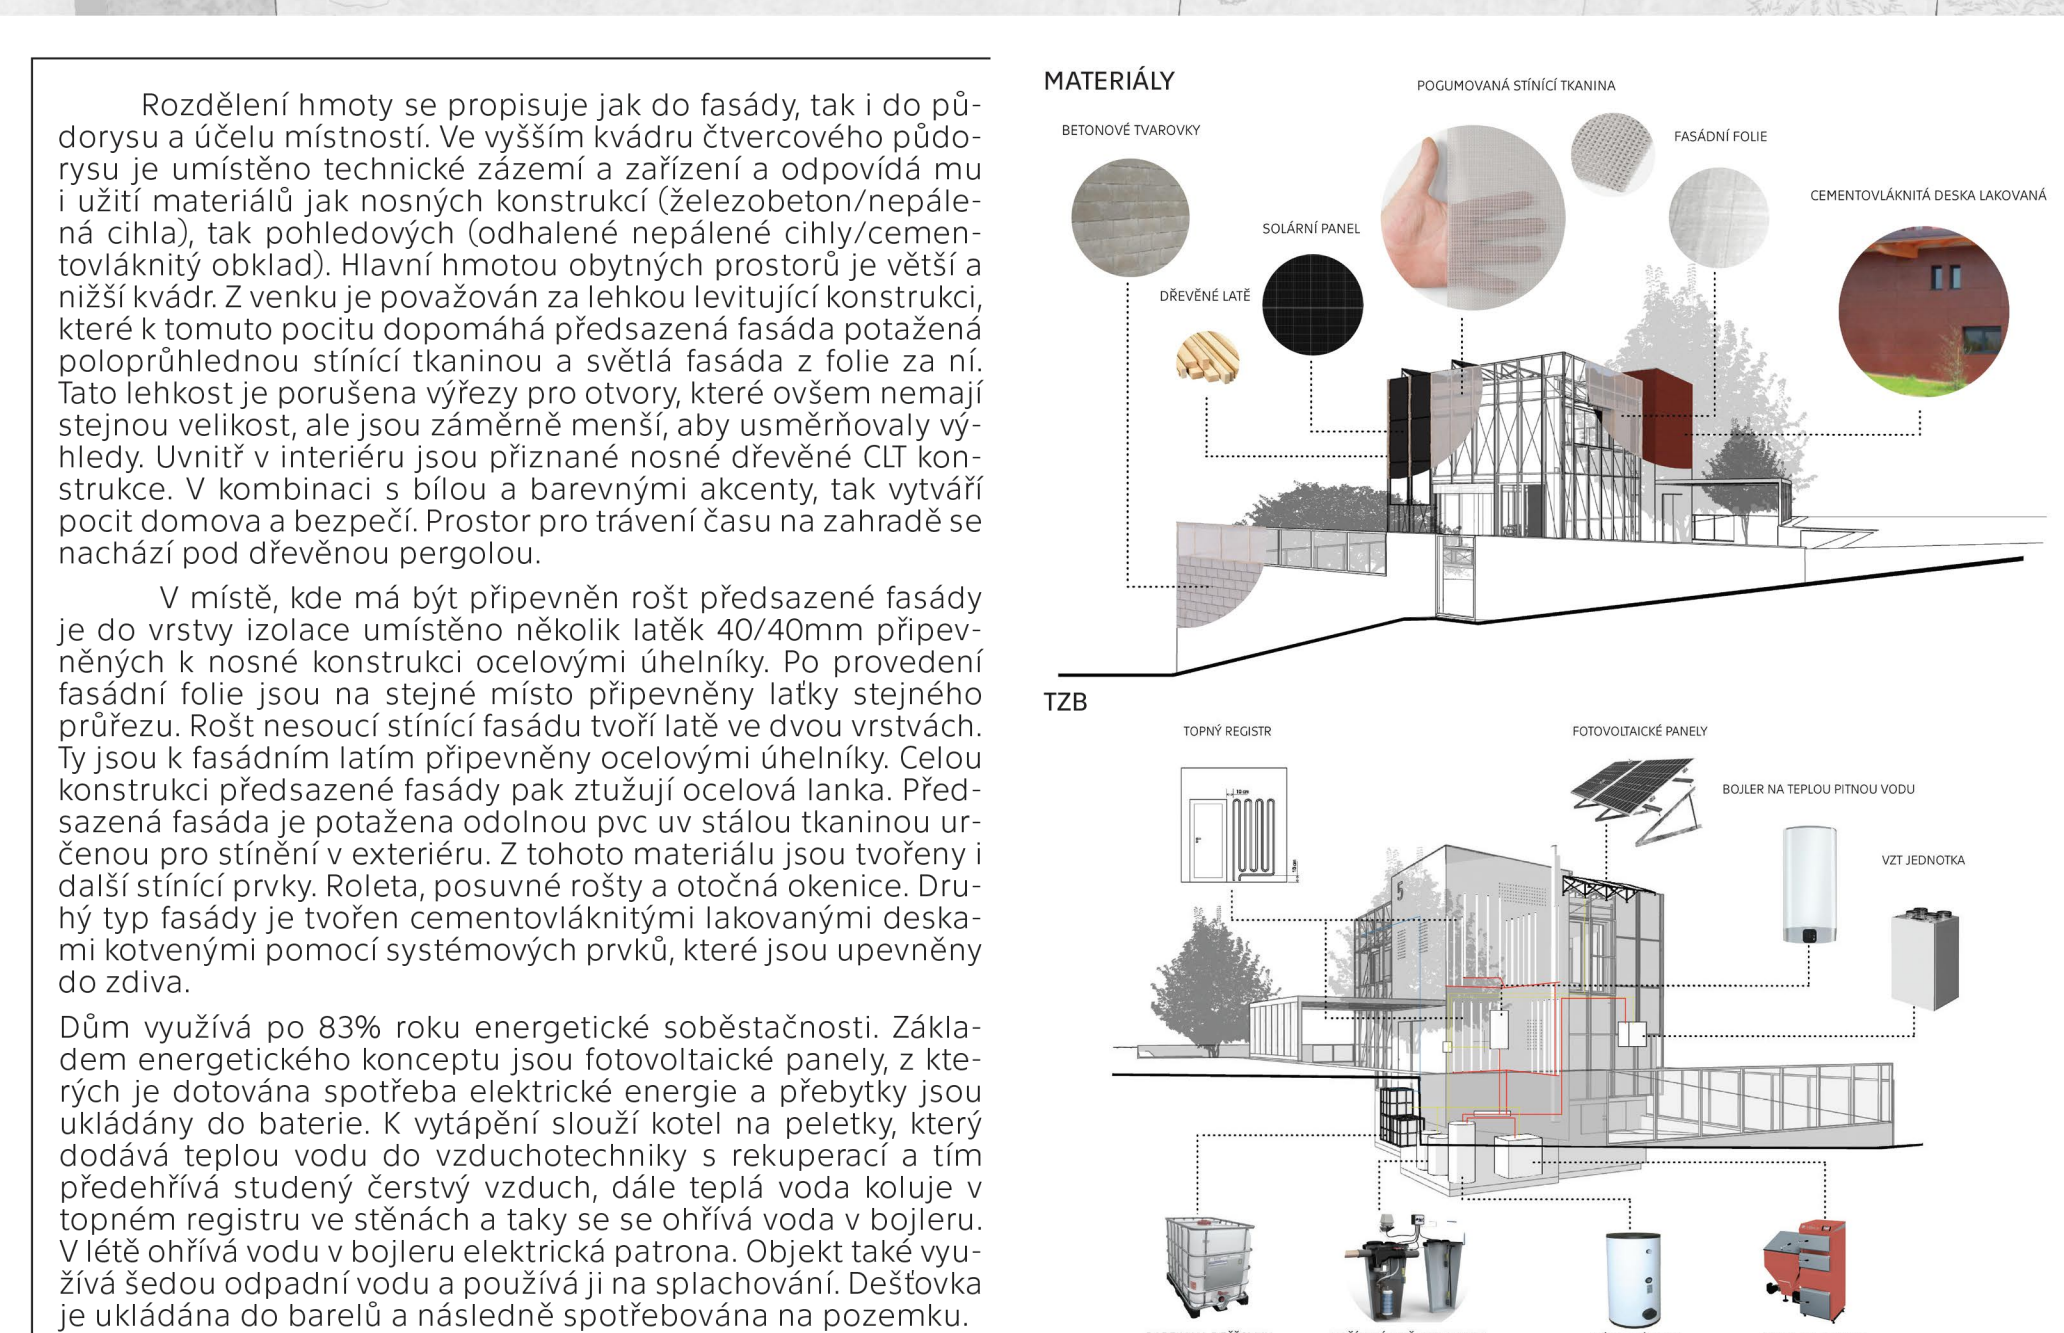 Rozdělení hmoty se propisuje jak do fasády, tak i do pů-
dorysu a účelu místností. Ve vyšším kvádru čtvercového půdo-
rysu je umístěno technické zázemí a zařízení a odpovídá mu
i užití materiálů jak nosných konstrukcí (železobeton/nepále-
ná cihla), tak pohledových (odhalené nepálené cihly/cemen-
tovláknitý obklad). Hlavní hmotou obytných prostorů je větší a
nižší kvádr. Z venku je považován za lehkou levitující konstrukci,
které k tomuto pocitu dopomáhá předsazená fasáda potažená
poloprůhlednou stínící tkaninou a světlá fasáda z folie za ní.
Tato lehkost je porušena výřezy pro otvory, které ovšem nemají
stejnou velikost, ale jsou záměrně menší, aby usměrňovaly vý-
hledy. Uvnitř v interiéru jsou přiznané nosné dřevěné CLT kon-
strukce. V kombinaci s bílou a barevnými akcenty, tak vytváří
pocit domova a bezpečí. Prostor pro trávení času na zahradě se
nachází pod dřevěnou pergolou.
V místě, kde má být připevněn rošt předsazené fasády
je do vrstvy izolace umístěno několik latěk 40/40mm připev-
něných k nosné konstrukci ocelovými úhelníky. Po provedení
fasádní folie jsou na stejné místo připevněny laťky stejného
průřezu. Rošt nesoucí stínící fasádu tvoří latě ve dvou vrstvách.
Ty jsou k fasádním latím připevněny ocelovými úhelníky. Celou
konstrukci předsazené fasády pak ztužují ocelová lanka. Před-
sazená fasáda je potažena odolnou pvc uv stálou tkaninou ur-
čenou pro stínění v exteriéru. Z tohoto materiálu jsou tvořeny i
další stínící prvky. Roleta, posuvné rošty a otočná okenice. Dru-
hý typ fasády je tvořen cementovláknitými lakovanými deska-
mi kotvenými pomocí systémových prvků, které jsou upevněny
do zdiva.
Dům využívá po 83% roku energetické soběstačnosti. Zákla-
dem energetického konceptu jsou fotovoltaické panely, z kte-
rých je dotována spotřeba elektrické energie a přebytky jsou
ukládány do baterie. K vytápění slouží kotel na peletky, který
dodává teplou vodu do vzduchotechniky s rekuperací a tím
předehřívá studený čerstvý vzduch, dále teplá voda koluje v
topném registru ve stěnách a taky se se ohřívá voda v bojleru.
V létě ohřívá vodu v bojleru elektrická patrona. Objekt také vyu-
žívá šedou odpadní vodu a používá ji na splachování. Dešťovka
je ukládána do barelů a následně spotřebována na pozemku.
MATERIÁLY
POGUMOVANÁ STÍNÍCÍ TKANINA
BETONOVÉ TVAROVKY
FASÁDNÍ FOLIE
CEMENTOVLÁKNITÁ DESKA LAKOVANÁ
SOLÁRNÍ PANEL
DŘEVĚNÉ LATĚ
TZB
TOPNÝ REGISTR
FOTOVOLTAICKÉ PANELY
BOJLER NA TEPLOU PITNOU VODU
VZT JEDNOTKA
10 cm
10 cm
5